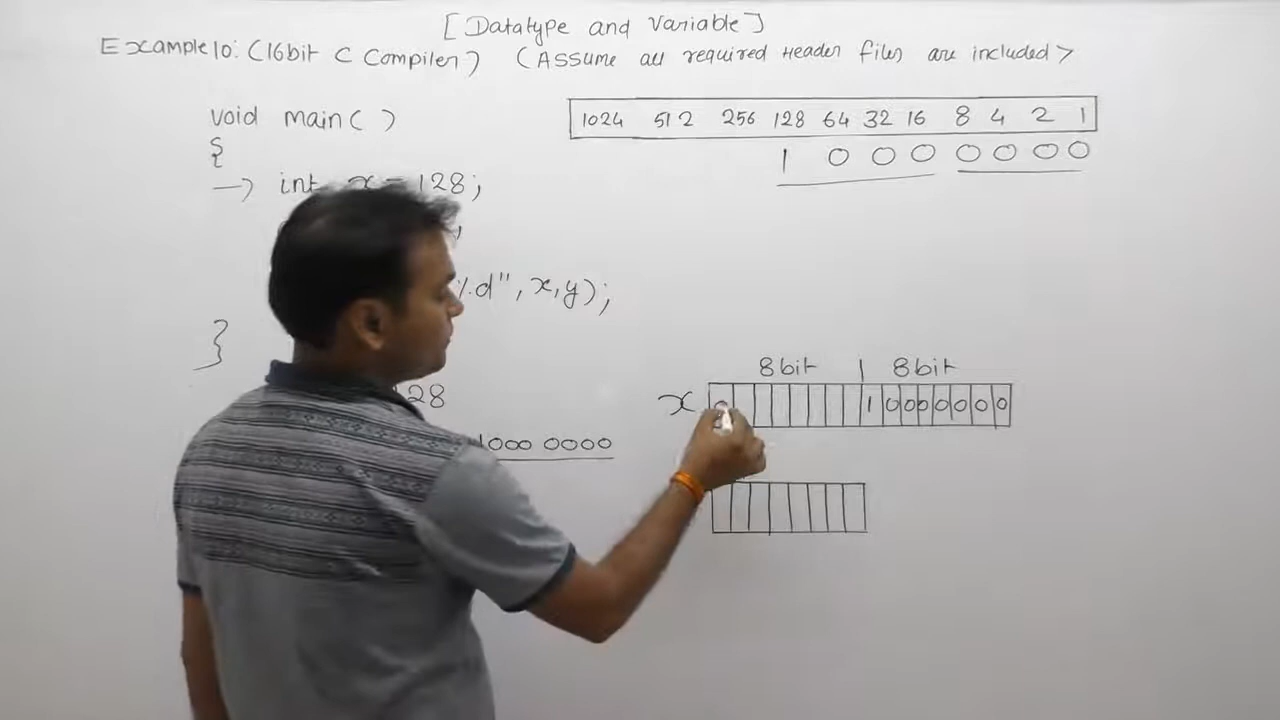 [Datatype and Variable]
Example 10: (16bit C Compiler) (Assume all required Header files are included>
void main( )
{
→ int x = 128;
%d", x,y);
}
1024 512 256 128 64 32 16 8 4 2 1
1 0 0 0 0 0 0 0
128
1000 0000
8bit | 8bit
x 0 1 0 0 0 0 0 0 0